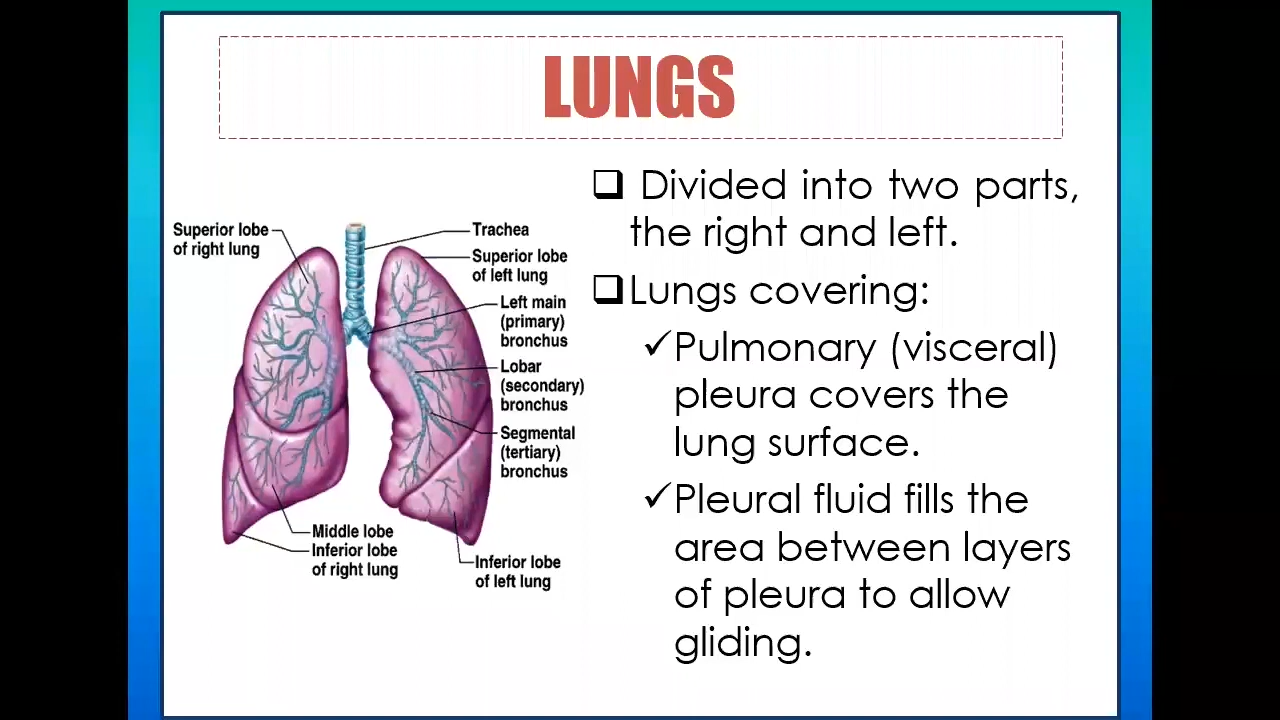 LUNGS
Superior lobe
of right lung
Trachea
Superior lobe
of left lung
Left main
(primary)
bronchus
Lobar
(secondary)
bronchus
Segmental
(tertiary)
bronchus
Middle lobe
Inferior lobe
of right lung
Inferior lobe
of left lung
Divided into two parts,
the right and left.
Lungs covering:
Pulmonary (visceral)
pleura covers the
lung surface.
Pleural fluid fills the
area between layers
of pleura to allow
gliding.